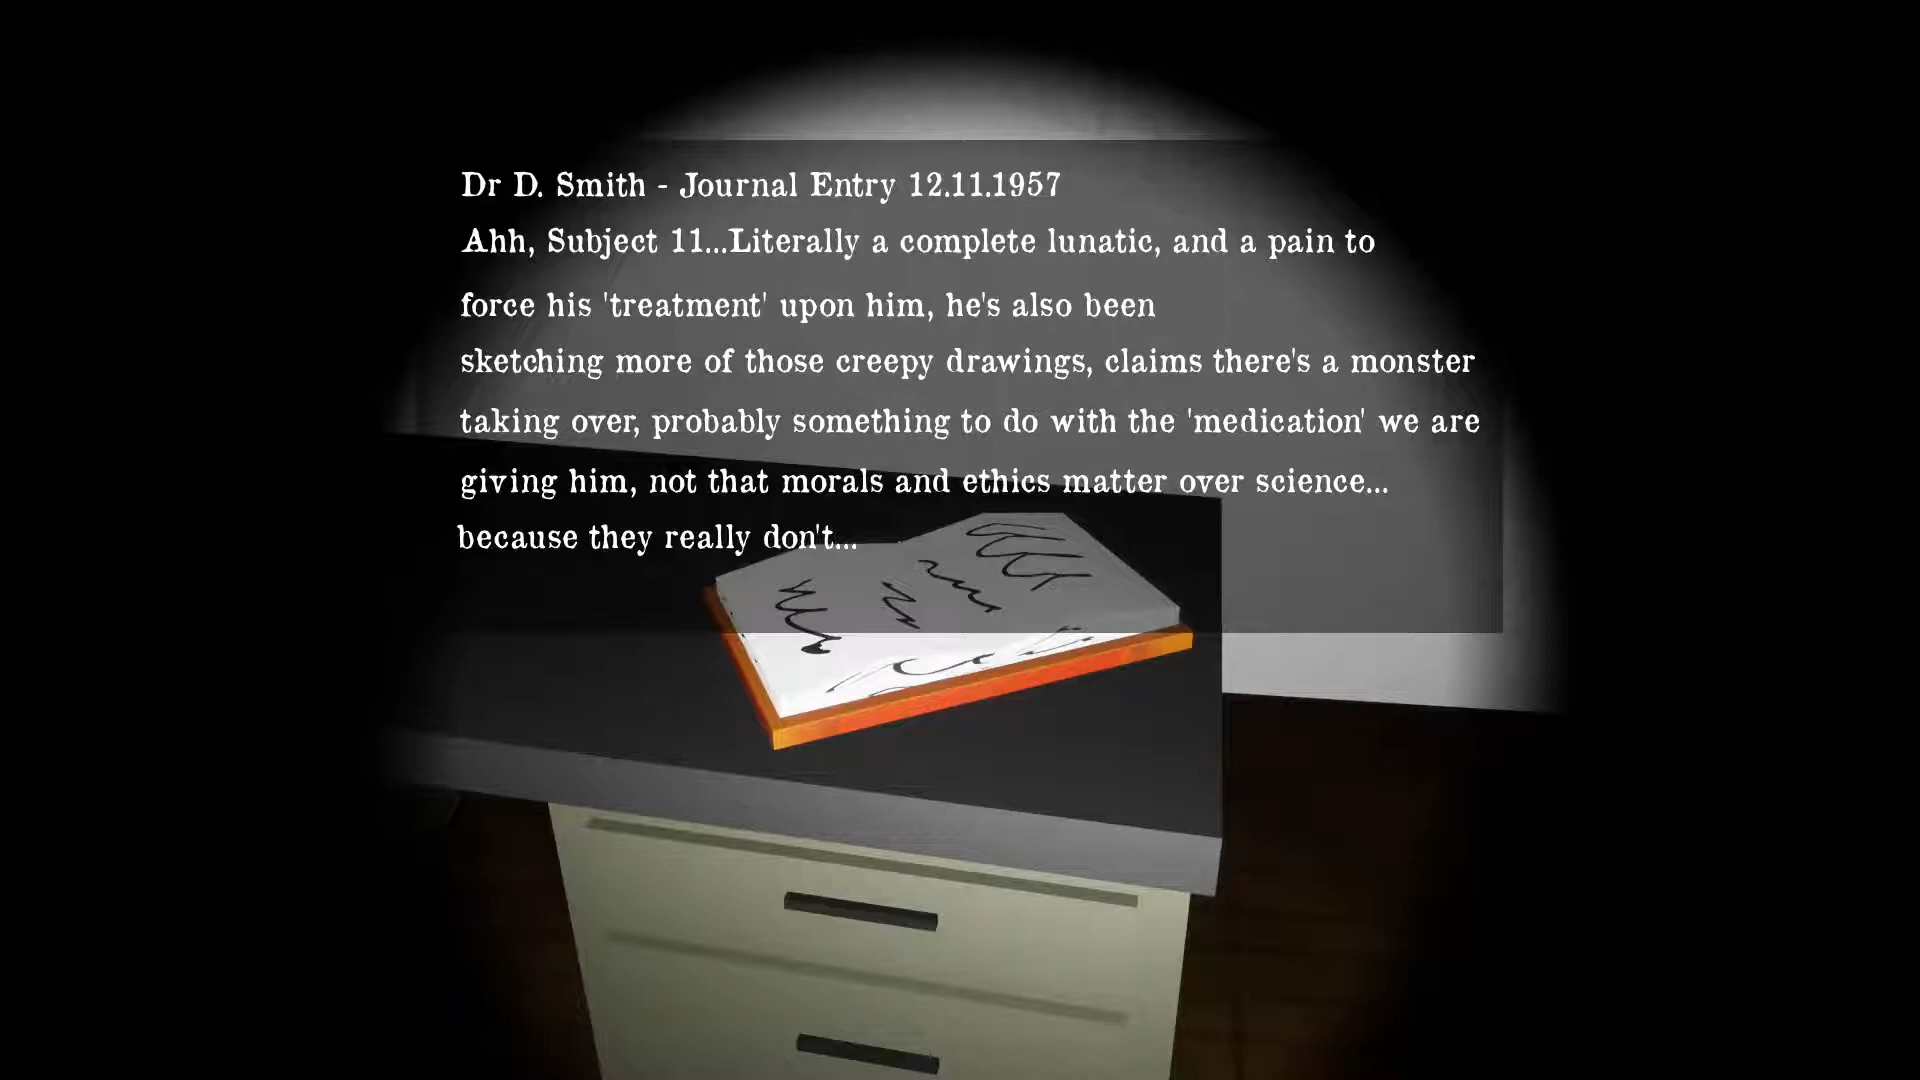 Dr D. Smith - Journal Entry 12.11.1957
Ahh, Subject 11...Literally a complete lunatic, and a pain to
force his 'treatment' upon him, he's also been
sketching more of those creepy drawings, claims there's a monster
taking over, probably something to do with the 'medication' we are
giving him, not that morals and ethics matter over science...
because they really don't...